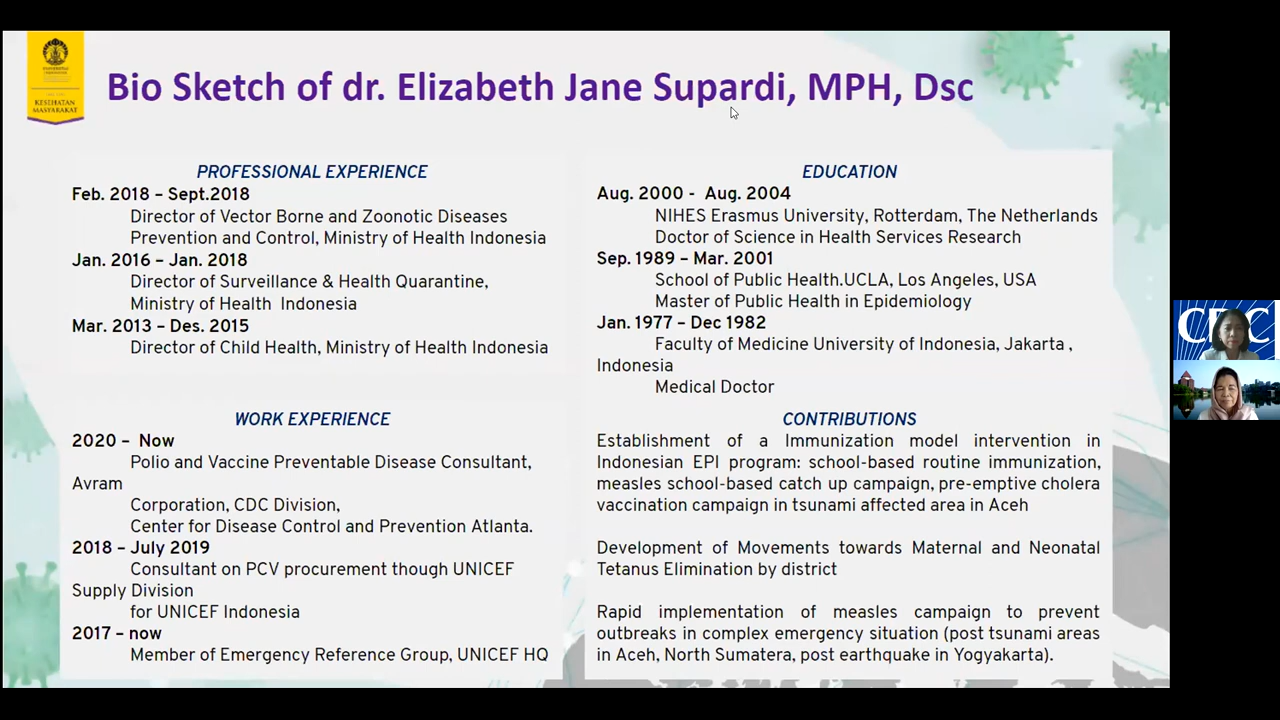 UNIVERSITAS
INDONESIA
KESEHATAN
MASYARAKAT
Bio Sketch of dr. Elizabeth Jane Supardi, MPH, Dsc
PROFESSIONAL EXPERIENCE
Feb. 2018 – Sept.2018
Director of Vector Borne and Zoonotic Diseases
Prevention and Control, Ministry of Health Indonesia
Jan. 2016 – Jan. 2018
Director of Surveillance & Health Quarantine,
Ministry of Health Indonesia
Mar. 2013 – Des. 2015
Director of Child Health, Ministry of Health Indonesia
EDUCATION
Aug. 2000 - Aug. 2004
NIHES Erasmus University, Rotterdam, The Netherlands
Doctor of Science in Health Services Research
Sep. 1989 – Mar. 2001
School of Public Health.UCLA, Los Angeles, USA
Master of Public Health in Epidemiology
Jan. 1977 – Dec 1982
Faculty of Medicine University of Indonesia, Jakarta ,
Indonesia
Medical Doctor
WORK EXPERIENCE
2020 – Now
Polio and Vaccine Preventable Disease Consultant,
Avram
Corporation, CDC Division,
Center for Disease Control and Prevention Atlanta.
2018 – July 2019
Consultant on PCV procurement though UNICEF
Supply Division
for UNICEF Indonesia
2017 – now
Member of Emergency Reference Group, UNICEF HQ
CONTRIBUTIONS
Establishment of a Immunization model intervention in
Indonesian EPI program: school-based routine immunization,
measles school-based catch up campaign, pre-emptive cholera
vaccination campaign in tsunami affected area in Aceh
Development of Movements towards Maternal and Neonatal
Tetanus Elimination by district
Rapid implementation of measles campaign to prevent
outbreaks in complex emergency situation (post tsunami areas
in Aceh, North Sumatera, post earthquake in Yogyakarta).